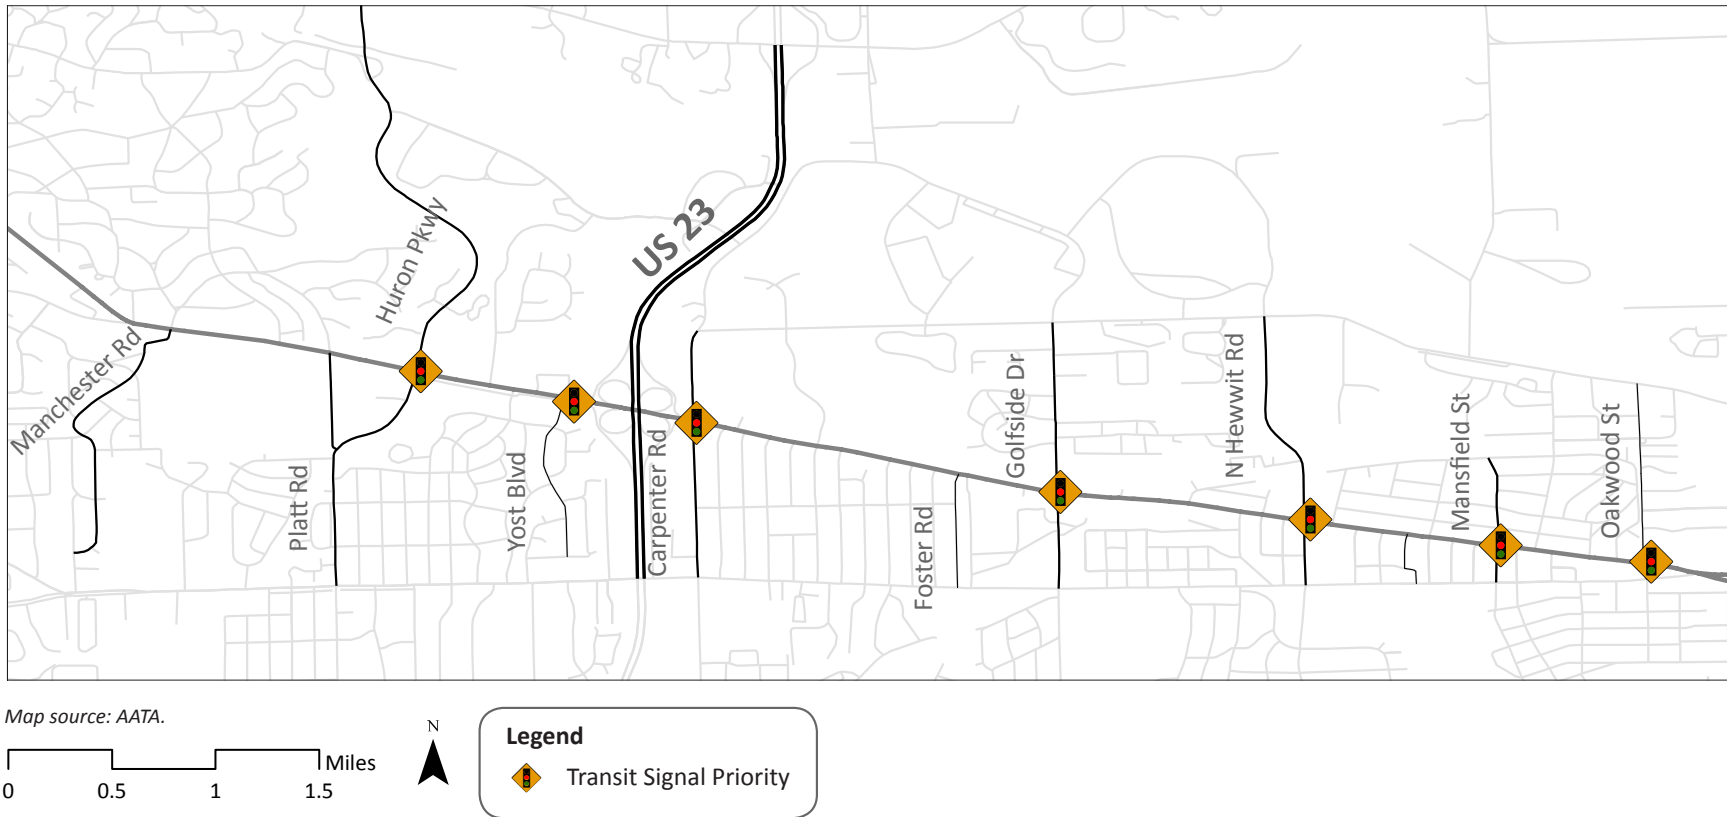 US 23
Huron Pkwy
Manchester Rd
Platt Rd
Yost Blvd
Carpenter Rd
Foster Rd
Golfside Dr
N Hewwit Rd
Mansfield St
Oakwood St
Map source: AATA.
Miles
0 0.5 1 1.5
N
Legend
Transit Signal Priority